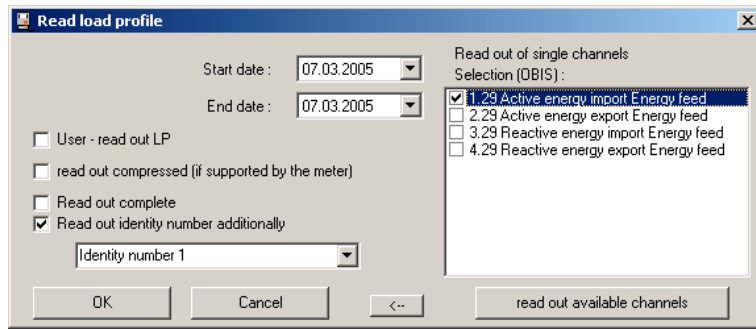 Read load profile
Start date :
07.03.2005
End date :
07.03.2005
User - read out LP
read out compressed (if supported by the meter)
Read out complete
Read out identity number additionally
Identity number 1
OK
Cancel
<--
Read out of single channels
Selection (OBIS) :
1.29 Active energy import Energy feed
2.29 Active energy export Energy feed
3.29 Reactive energy import Energy feed
4.29 Reactive energy export Energy feed
read out available channels